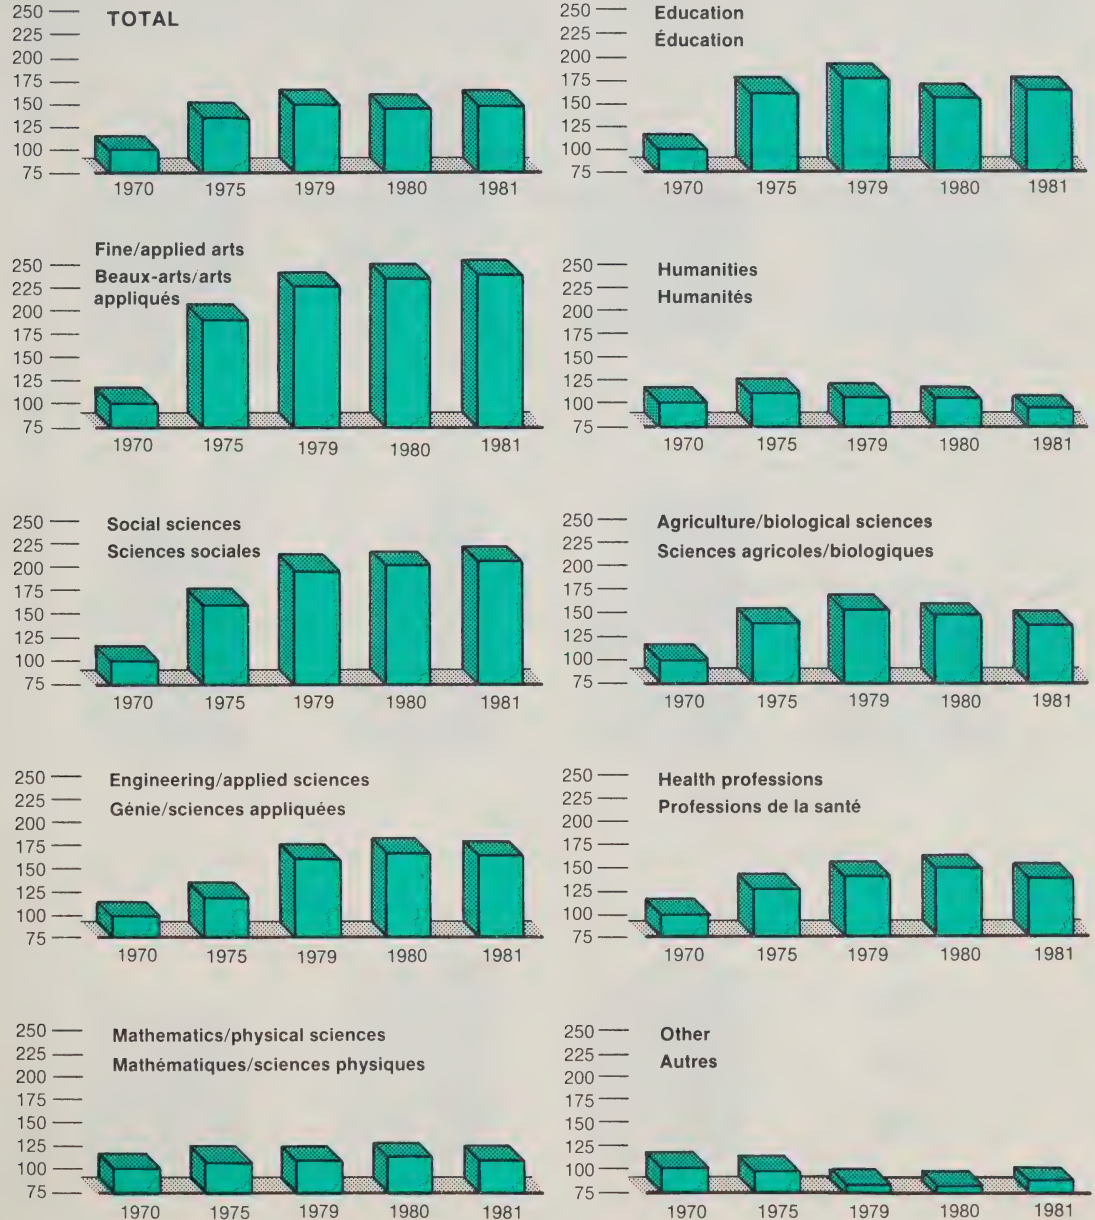 TOTAL
250
225
200
175
150
125
100
75
1970 1975 1979 1980 1981
Education
Éducation
250
225
200
175
150
125
100
75
1970 1975 1979 1980 1981
Fine/applied arts
Beaux-arts/arts
appliqués
250
225
200
175
150
125
100
75
1970 1975 1979 1980 1981
Humanities
Humanités
250
225
200
175
150
125
100
75
1970 1975 1979 1980 1981
Social sciences
Sciences sociales
250
225
200
175
150
125
100
75
1970 1975 1979 1980 1981
Agriculture/biological sciences
Sciences agricoles/biologiques
250
225
200
175
150
125
100
75
1970 1975 1979 1980 1981
Engineering/applied sciences
Génie/sciences appliquées
250
225
200
175
150
125
100
75
1970 1975 1979 1980 1981
Health professions
Professions de la santé
250
225
200
175
150
125
100
75
1970 1975 1979 1980 1981
Mathematics/physical sciences
Mathématiques/sciences physiques
250
225
200
175
150
125
100
75
1970 1975 1979 1980 1981
Other
Autres
250
225
200
175
150
125
100
75
1970 1975 1979 1980 1981